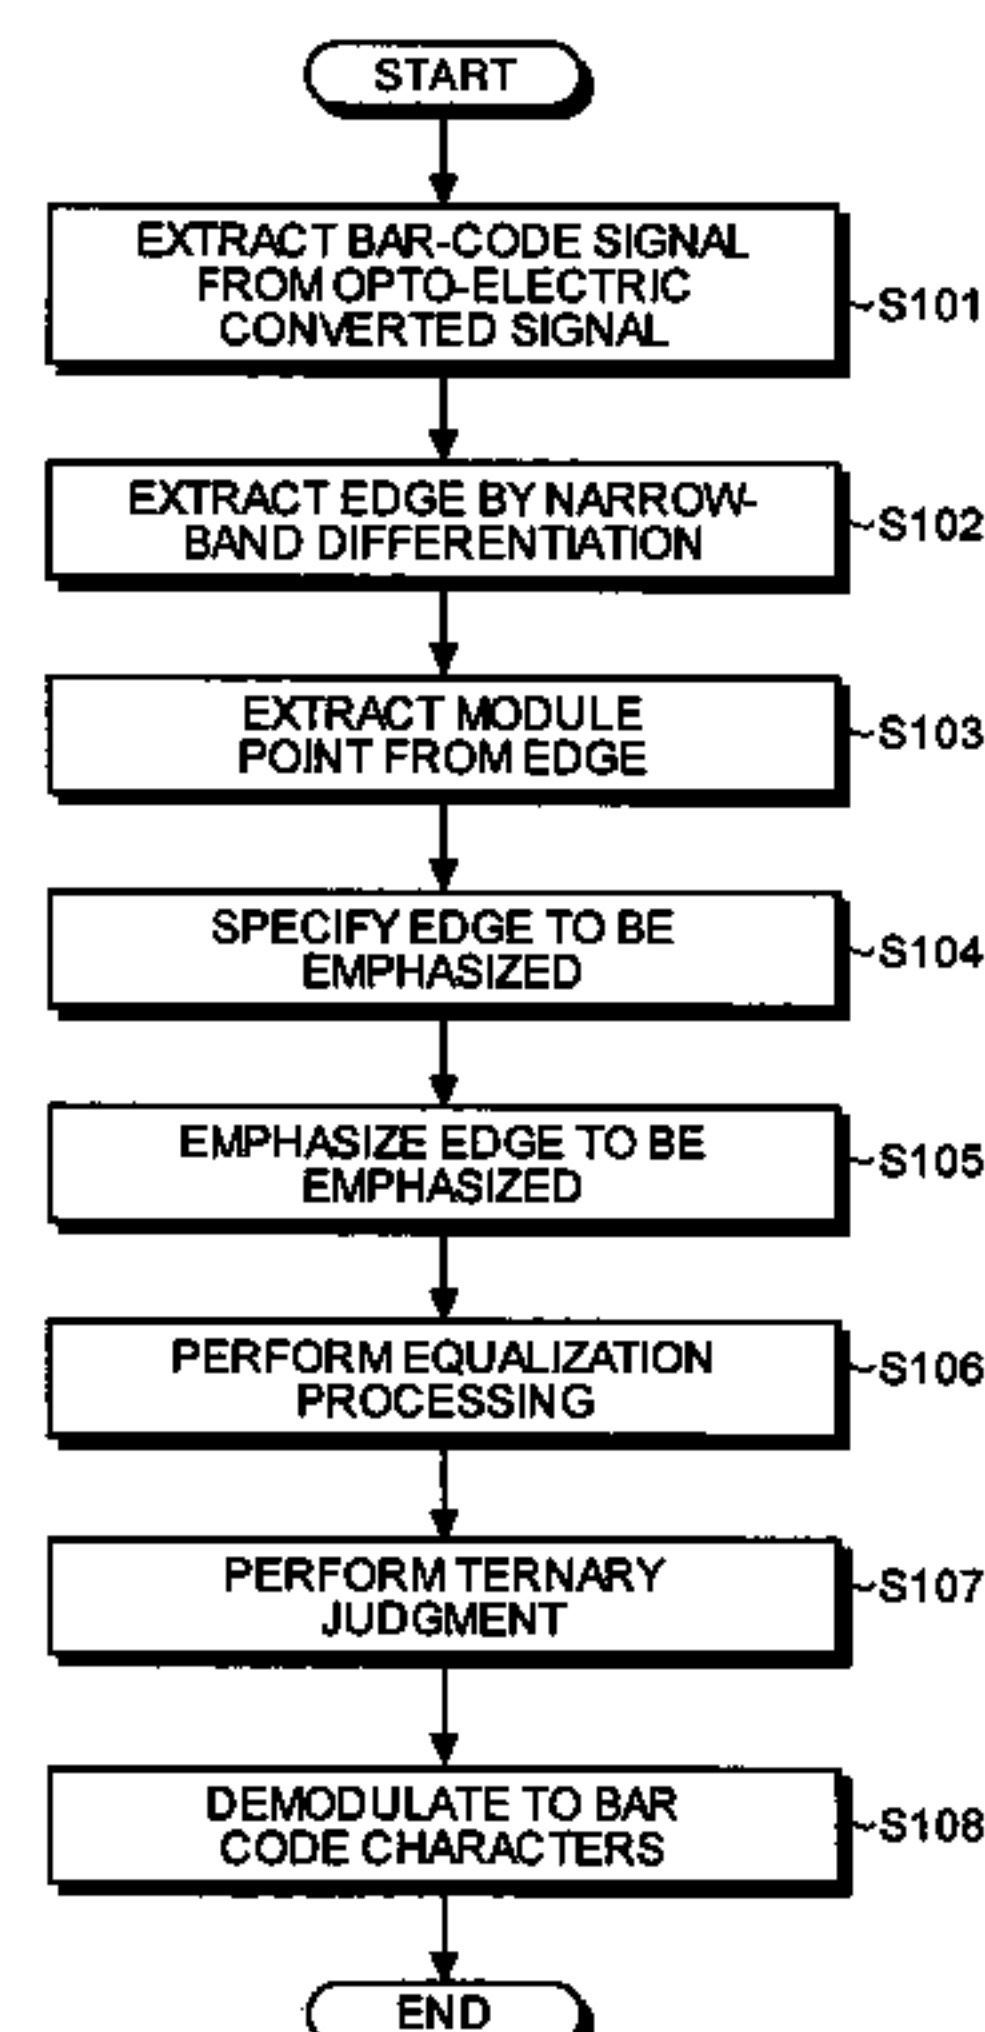 START
EXTRACT BAR-CODE SIGNAL
FROM OPTO-ELECTRIC
CONVERTED SIGNAL
S101
EXTRACT EDGE BY NARROW-
BAND DIFFERENTIATION
S102
EXTRACT MODULE
POINT FROM EDGE
S103
SPECIFY EDGE TO BE
EMPHASIZED
S104
EMPHASIZE EDGE TO BE
EMPHASIZED
S105
PERFORM EQUALIZATION
PROCESSING
S106
PERFORM TERNARY
JUDGMENT
S107
DEMODULATE TO BAR
CODE CHARACTERS
S108
END